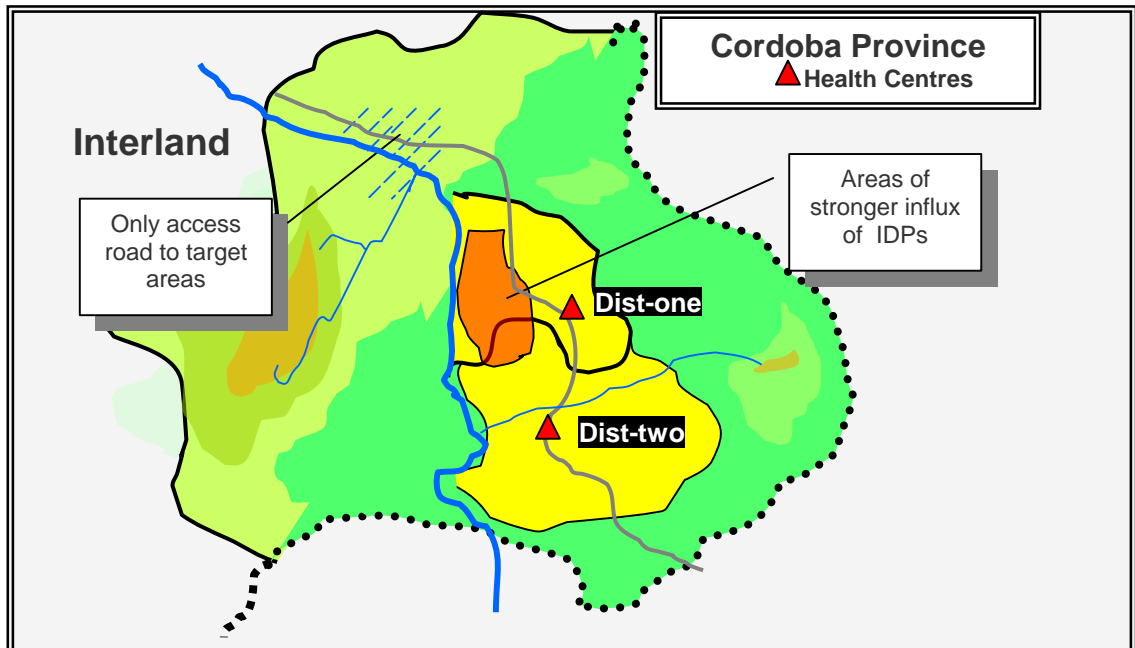 Cordoba Province
Health Centres
Interland
Only access
road to target
areas
Areas of
stronger influx
of IDPs
Dist-one
Dist-two